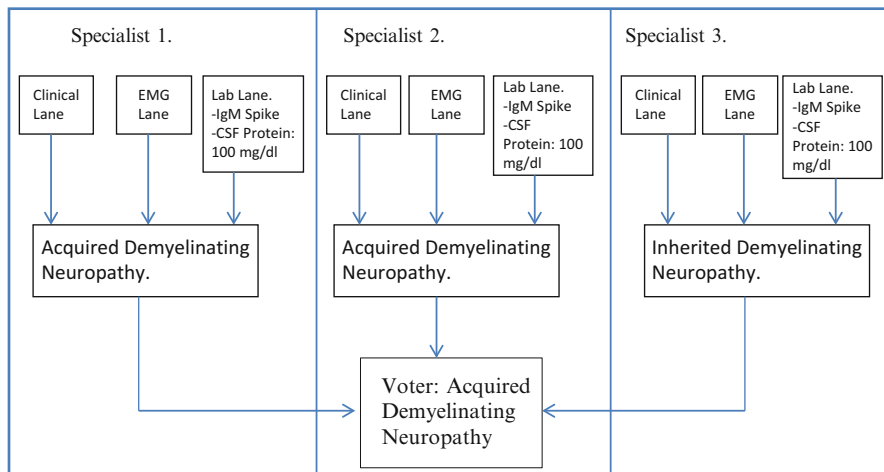 Specialist 1.
Clinical
Lane
EMG
Lane
Lab Lane.
-IgM Spike
-CSF Protein:
100 mg/dl
Acquired Demyelinating
Neuropathy.
Specialist 2.
Clinical
Lane
EMG
Lane
Lab Lane.
-IgM Spike
-CSF
Protein: 100
mg/dl
Acquired Demyelinating
Neuropathy.
Specialist 3.
Clinical
Lane
EMG
Lane
Lab Lane.
-IgM Spike
-CSF
Protein: 100
mg/dl
Inherited Demyelinating
Neuropathy.
Voter: Acquired
Demyelinating
Neuropathy